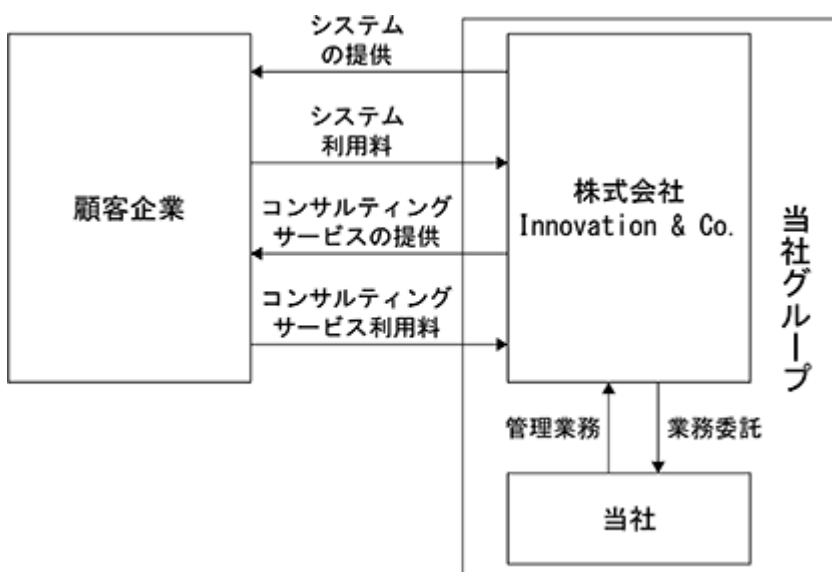 システム
の提供
システム
利用料
顧客企業
コンサルティング
サービスの提供
コンサルティング
サービス利用料
株式会社
Innovation & Co.
当社グループ
管理業務
業務委託
当社